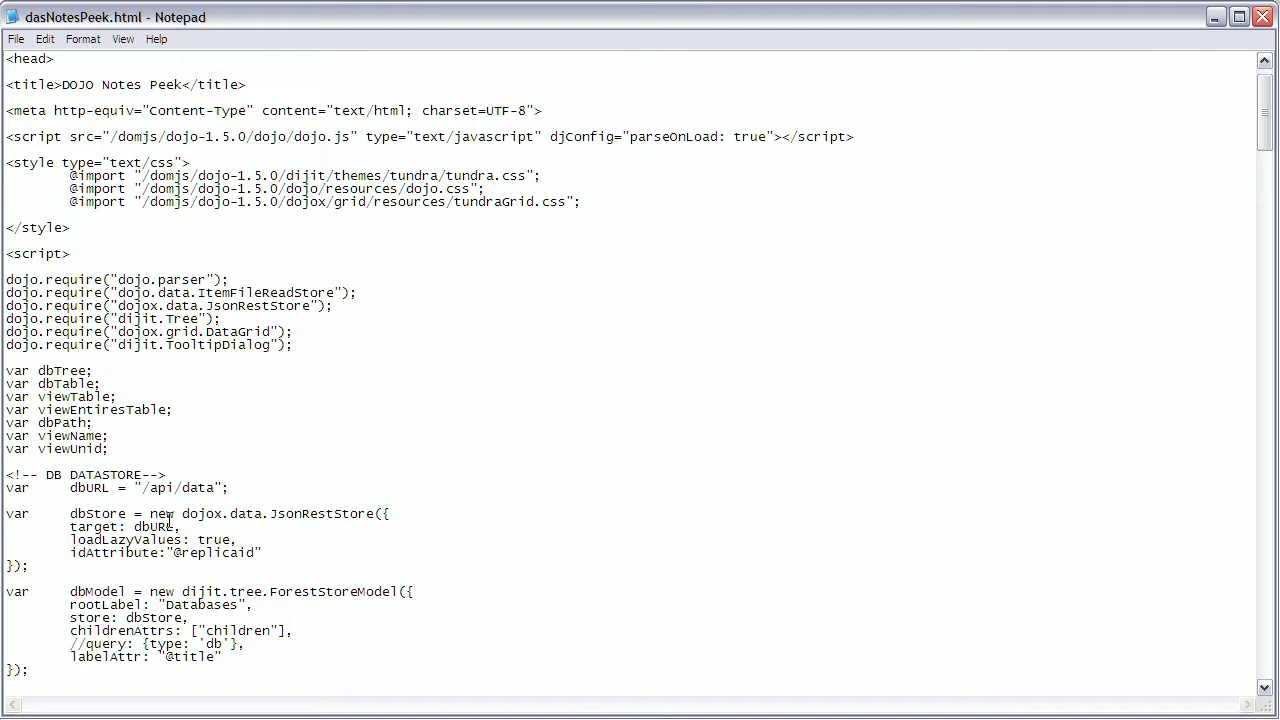 dasNotesPeek.html - Notepad
File Edit Format View Help
<head>
<title>DOJO Notes Peek</title>
<meta http-equiv="Content-Type" content="text/html; charset=UTF-8">
<script src="/domjs/dojo-1.5.0/dojo/dojo.js" type="text/javascript" djConfig="parseOnLoad: true"></script>
<style type="text/css">
@import "/domjs/dojo-1.5.0/dijit/themes/tundra/tundra.css";
@import "/domjs/dojo-1.5.0/dojo/resources/dojo.css";
@import "/domjs/dojo-1.5.0/dojox/grid/resources/tundraGrid.css";
</style>
<script>
dojo.require("dojo.parser");
dojo.require("dojo.data.ItemFileReadStore");
dojo.require("dojox.data.JsonRestStore");
dojo.require("dijit.Tree");
dojo.require("dojox.grid.DataGrid");
dojo.require("dijit.TooltipDialog");
var dbTree;
var dbTable;
var viewTable;
var viewEntiresTable;
var dbPath;
var viewName;
var viewUnid;
<!-- DB DATASTORE-->
var dbURL = "/api/data";
var dbStore = new dojox.data.JsonRestStore({
target: dbURL,
loadLazyValues: true,
idAttribute:"@replicaid"
});
var dbModel = new dijit.tree.ForestStoreModel({
rootLabel: "Databases",
store: dbStore,
childrenAttrs: ["children"],
//query: {type: 'db'},
labelAttr: "@title"
});